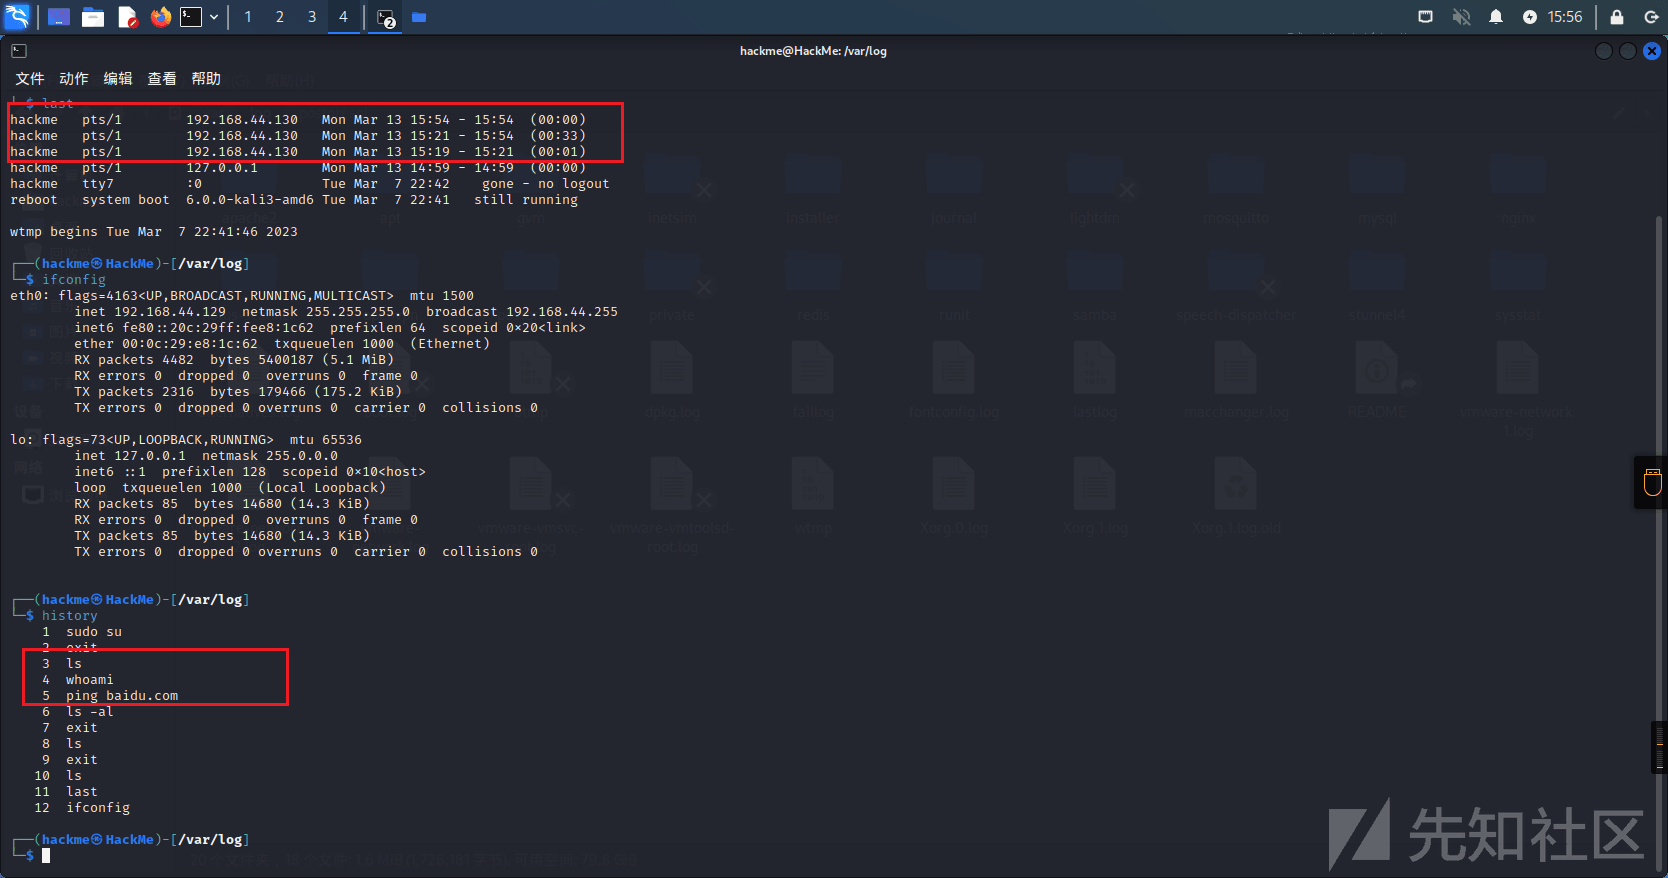 1 2 3 4 2 15:56
hackme@HackMe: /var/log
文件 动作 编辑 查看 帮助
└─$ last
hackme pts/1 192.168.44.130 Mon Mar 13 15:54 - 15:54 (00:00)
hackme pts/1 192.168.44.130 Mon Mar 13 15:21 - 15:54 (00:33)
hackme pts/1 192.168.44.130 Mon Mar 13 15:19 - 15:21 (00:01)
hackme pts/1 127.0.0.1 Mon Mar 13 14:59 - 14:59 (00:00)
hackme tty7 :0 Tue Mar 7 22:42 gone - no logout
reboot system boot 6.0.0-kali3-amd6 Tue Mar 7 22:41 still running
wtmp begins Tue Mar 7 22:41:46 2023
┌──(hackme㉿HackMe)-[/var/log]
└─$ ifconfig
eth0: flags=4163<UP,BROADCAST,RUNNING,MULTICAST> mtu 1500
inet 192.168.44.129 netmask 255.255.255.0 broadcast 192.168.44.255
inet6 fe80::20c:29ff:fee8:1c62 prefixlen 64 scopeid 0×20<link>
ether 00:0c:29:e8:1c:62 txqueuelen 1000 (Ethernet)
RX packets 4482 bytes 5400187 (5.1 MiB)
RX errors 0 dropped 0 overruns 0 frame 0
TX packets 2316 bytes 179466 (175.2 KiB)
TX errors 0 dropped 0 overruns 0 carrier 0 collisions 0
lo: flags=73<UP,LOOPBACK,RUNNING> mtu 65536
inet 127.0.0.1 netmask 255.0.0.0
inet6 ::1 prefixlen 128 scopeid 0×10<host>
loop txqueuelen 1000 (Local Loopback)
RX packets 85 bytes 14680 (14.3 KiB)
RX errors 0 dropped 0 overruns 0 frame 0
TX packets 85 bytes 14680 (14.3 KiB)
TX errors 0 dropped 0 overruns 0 carrier 0 collisions 0
┌──(hackme㉿HackMe)-[/var/log]
└─$ history
1 sudo su
2 exit
3 ls
4 whoami
5 ping baidu.com
6 ls -al
7 exit
8 ls
9 exit
10 ls
11 last
12 ifconfig
┌──(hackme㉿HackMe)-[/var/log]
└─$
先知社区